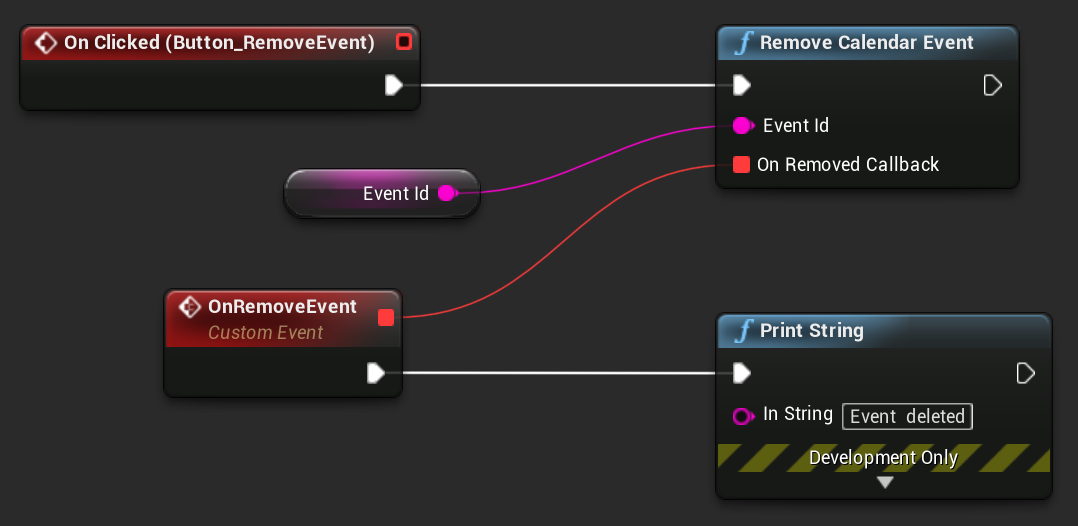 On Clicked (Button_RemoveEvent)
Remove Calendar Event
Event Id
On Removed Callback
Event Id
OnRemoveEvent
Custom Event
Print String
In String Event deleted
Development Only